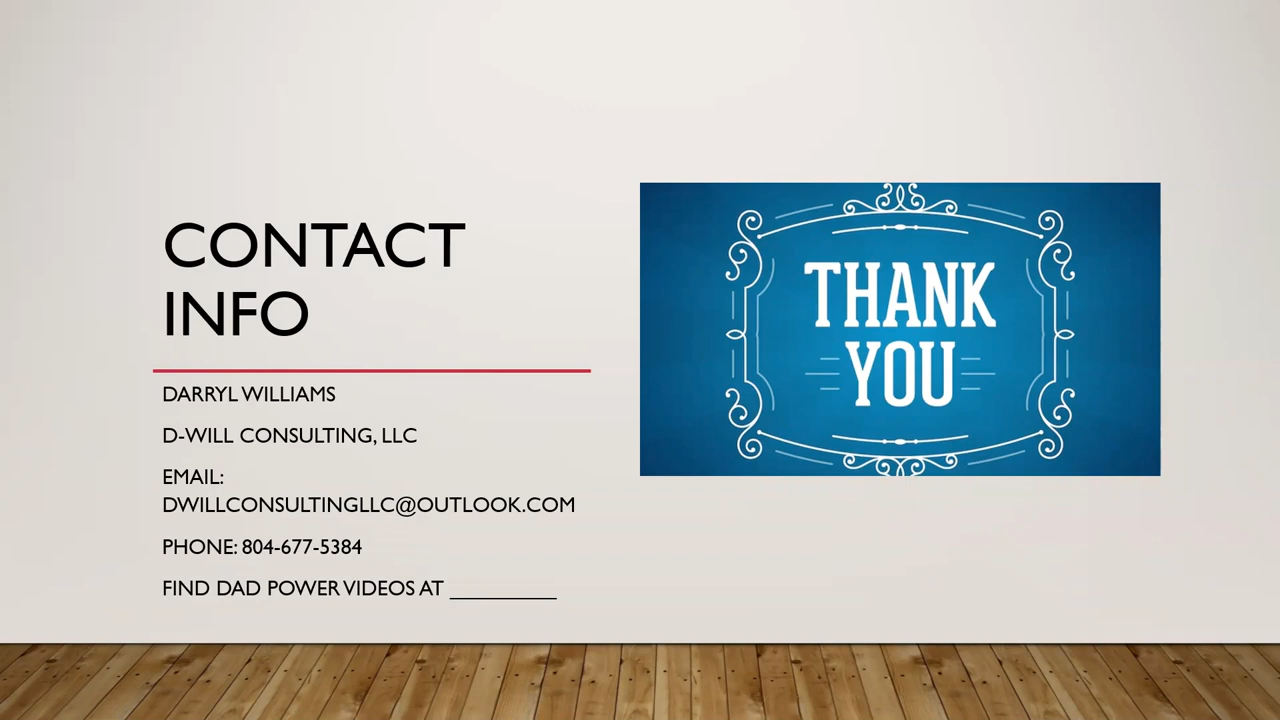 CONTACT
INFO
DARRYL WILLIAMS
D-WILL CONSULTING, LLC
EMAIL:
DWILLCONSULTINGLLC@OUTLOOK.COM
PHONE: 804-677-5384
FIND DAD POWER VIDEOS AT __________
THANK
YOU